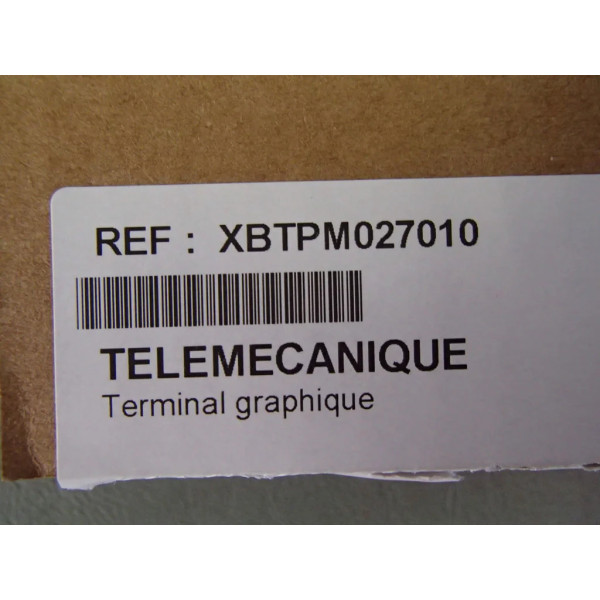 REF : XBTPM027010
TELEMECANIQUE
Terminal graphique